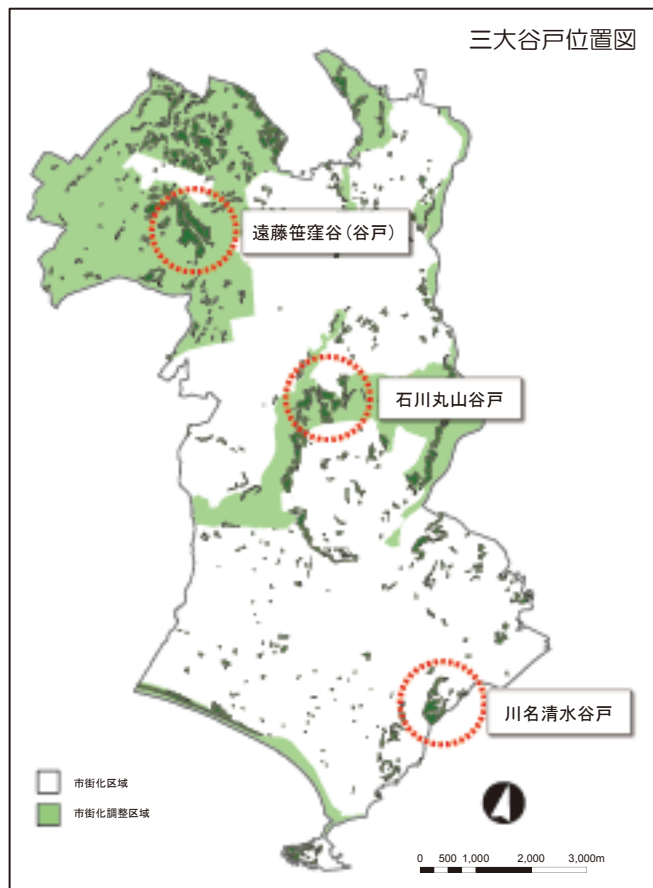 三大谷戸位置図
遠藤笹窪谷(谷戸)
石川丸山谷戸
川名清水谷戸
市街化区域
市街化調整区域
0 500 1,000 2,000 3,000m